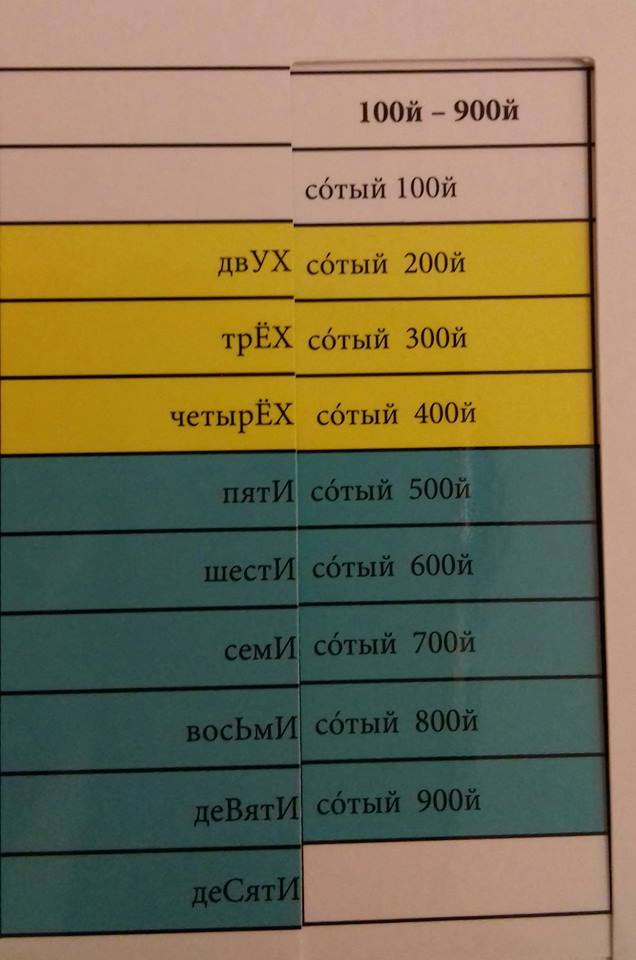 100й – 900й
со́тый 100й
двУХ со́тый 200й
трЁХ со́тый 300й
четырЁХ со́тый 400й
пятИ со́тый 500й
шестИ со́тый 600й
семИ со́тый 700й
восЬмИ со́тый 800й
деВятИ со́тый 900й
деСятИ